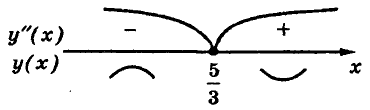 y″(x) − +
y(x) 5/3 x